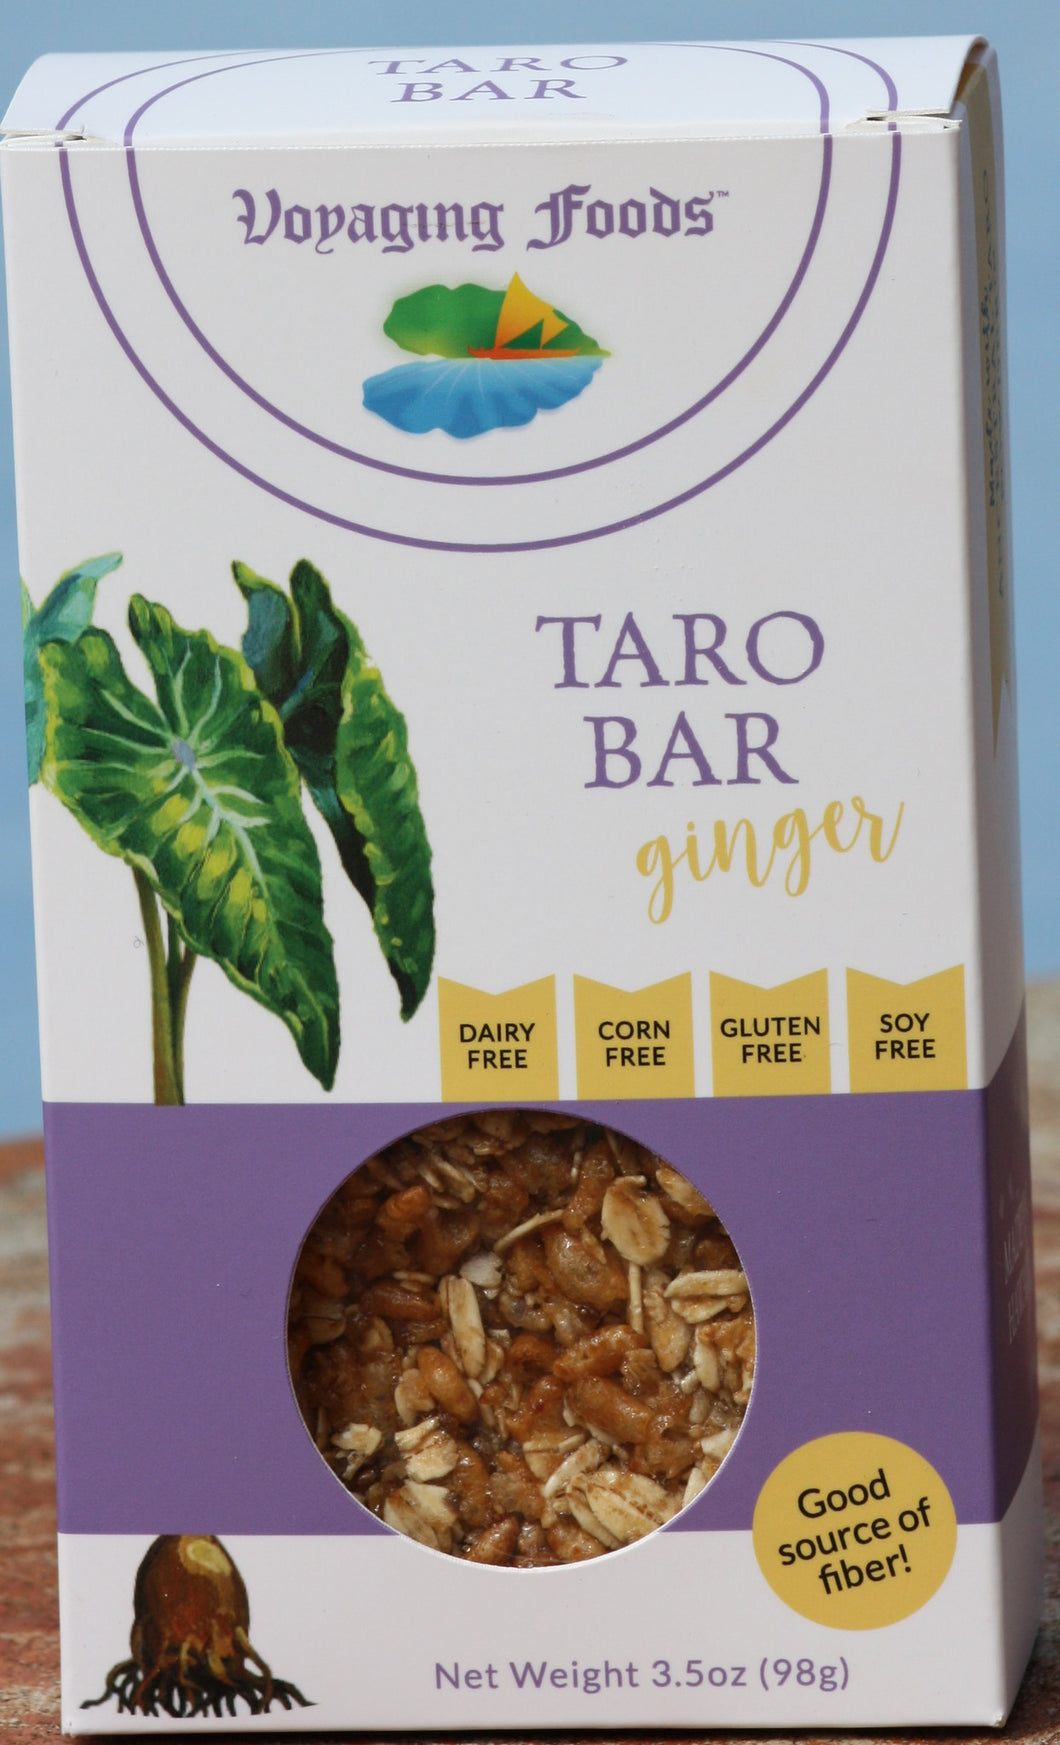 TARO
BAR
Voyaging Foods™
TARO
BAR
ginger
DAIRY
FREE
CORN
FREE
GLUTEN
FREE
SOY
FREE
Good
source of
fiber!
Net Weight 3.5oz (98g)